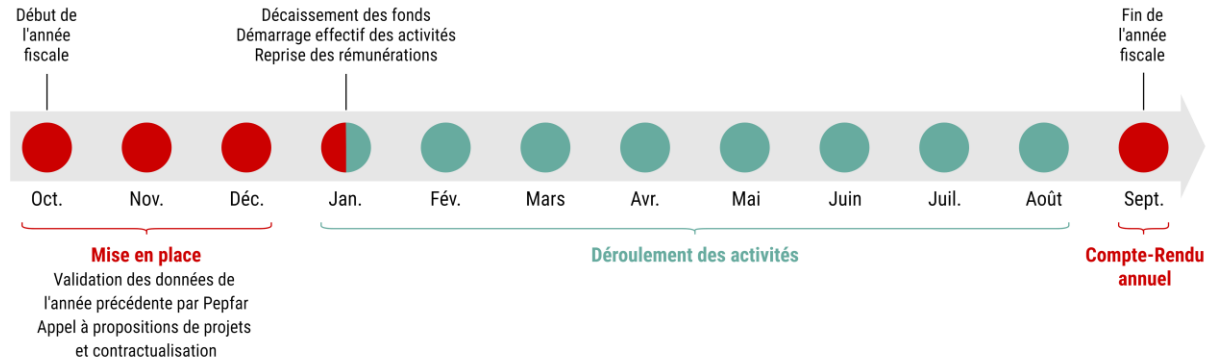 Début de
l'année
fiscale
Décaissement des fonds
Démarrage effectif des activités
Reprise des rémunérations
Fin de
l'année
fiscale
Oct.
Nov.
Déc.
Jan.
Fév.
Mars
Avr.
Mai
Juin
Juil.
Août
Sept.
Mise en place
Validation des données de
l'année précédente par Pepfar
Appel à propositions de projets
et contractualisation
Déroulement des activités
Compte-Rendu
annuel